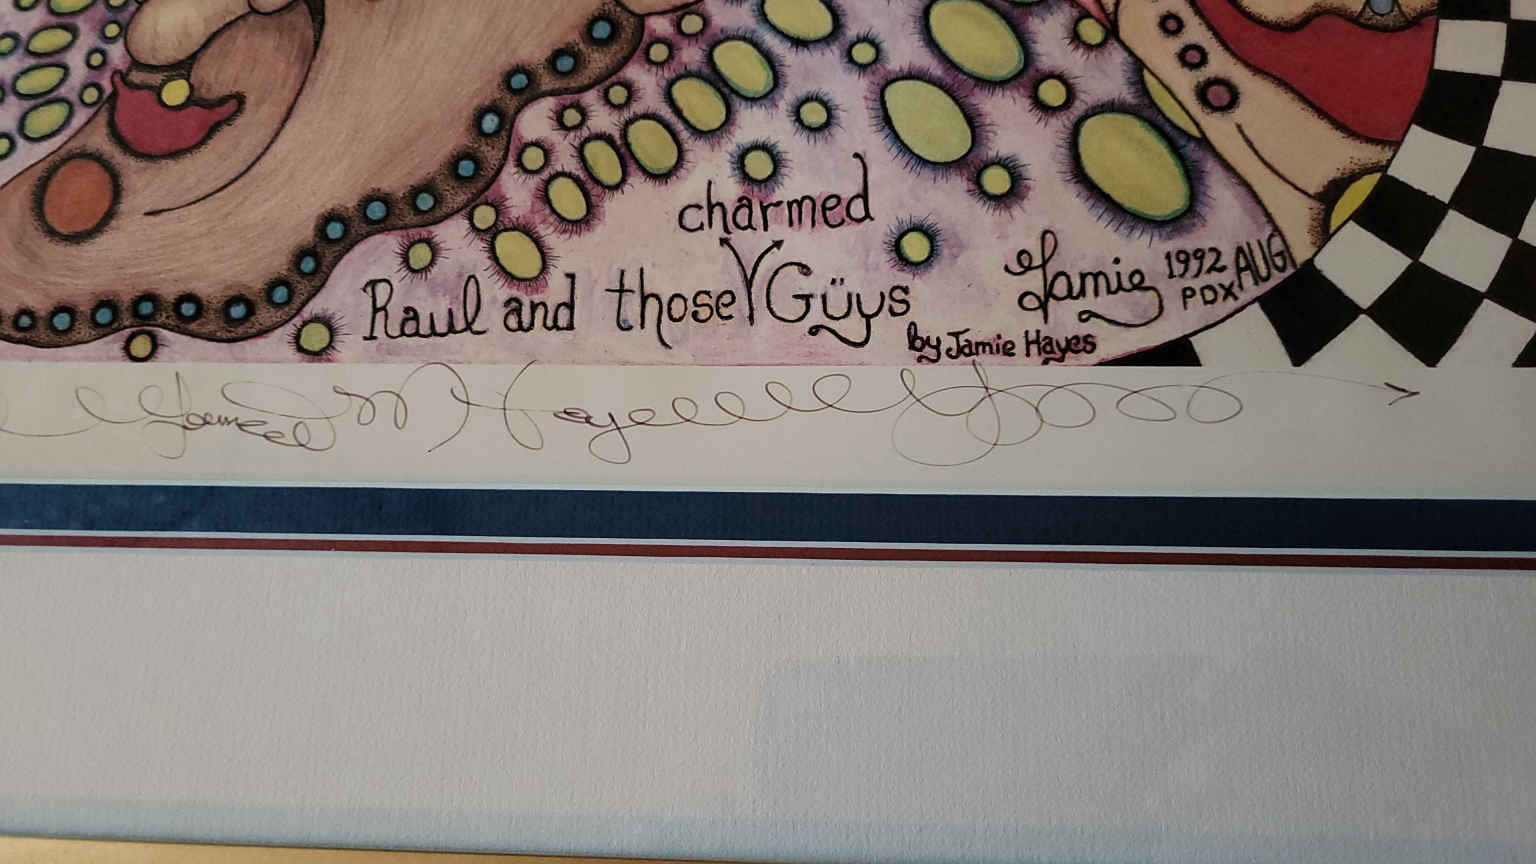 charmed
Raul and those Güys
Jamie 1992 AUG
PDX
by Jamie Hayes